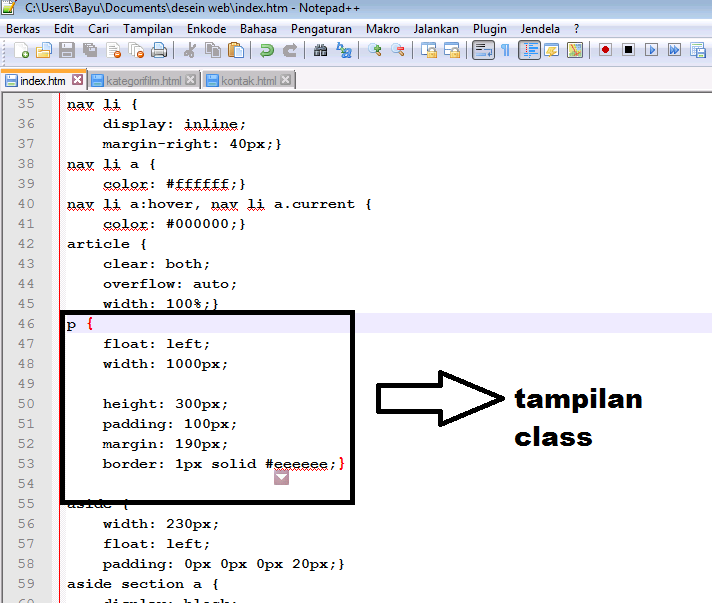 C:\Users\Bayu\Documents\desein web\index.htm - Notepad++
Berkas Edit Cari Tampilan Enkode Bahasa Pengaturan Makro Jalankan Plugin Jendela ?
index.htm kategorifilm.html kontak.html
35 nav li {
36 display: inline;
37 margin-right: 40px;}
38 nav li a {
39 color: #ffffff;}
40 nav li a:hover, nav li a.current {
41 color: #000000;}
42 article {
43 clear: both;
44 overflow: auto;
45 width: 100%;}
46 p {
47 float: left;
48 width: 1000px;
49
50 height: 300px;
51 padding: 100px;
52 margin: 190px;
53 border: 1px solid #eeeeee;}
54
tampilan
class
55 aside {
56 width: 230px;
57 float: left;
58 padding: 0px 0px 0px 20px;}
59 aside section a {
60 display: block;